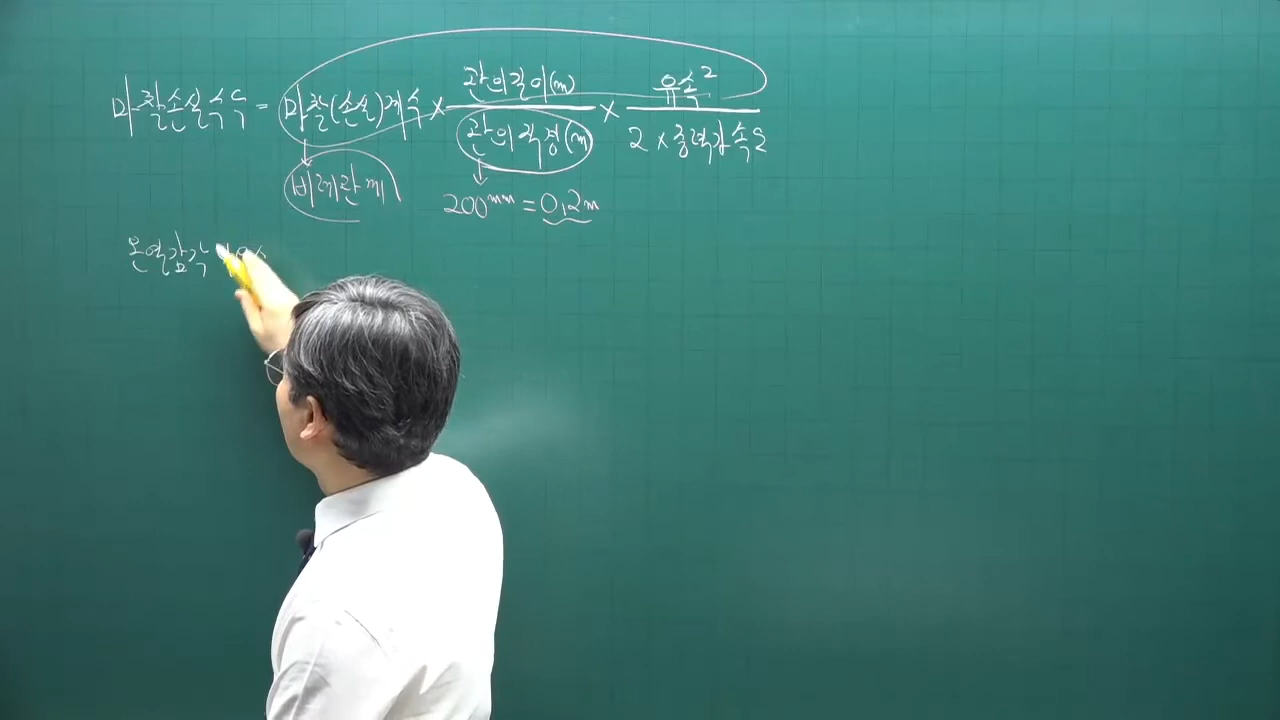 마찰손실수두 = 마찰(손실)계수 × 관의길이(m) / 관의직경(m) × 유속² / 2 × 중력가속도
비례관계
200mm = 0.2m
온열감각